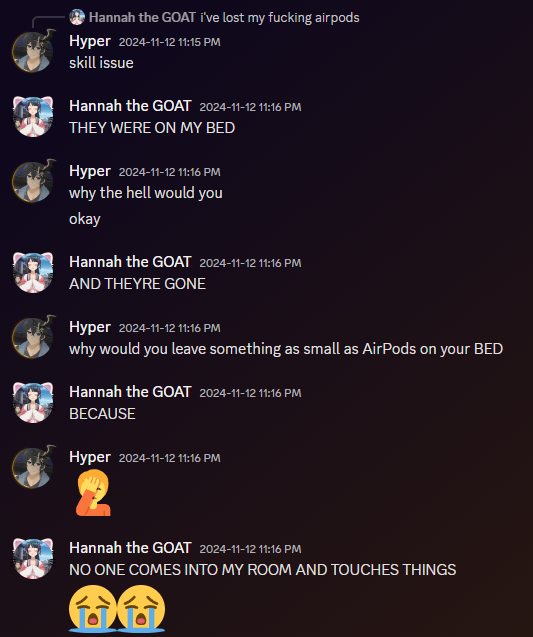 Hannah the GOAT i've lost my fucking airpods
Hyper 2024-11-12 11:15 PM
skill issue
Hannah the GOAT 2024-11-12 11:16 PM
THEY WERE ON MY BED
Hyper 2024-11-12 11:16 PM
why the hell would you
okay
Hannah the GOAT 2024-11-12 11:16 PM
AND THEYRE GONE
Hyper 2024-11-12 11:16 PM
why would you leave something as small as AirPods on your BED
Hannah the GOAT 2024-11-12 11:16 PM
BECAUSE
Hyper 2024-11-12 11:16 PM
Hannah the GOAT 2024-11-12 11:16 PM
NO ONE COMES INTO MY ROOM AND TOUCHES THINGS